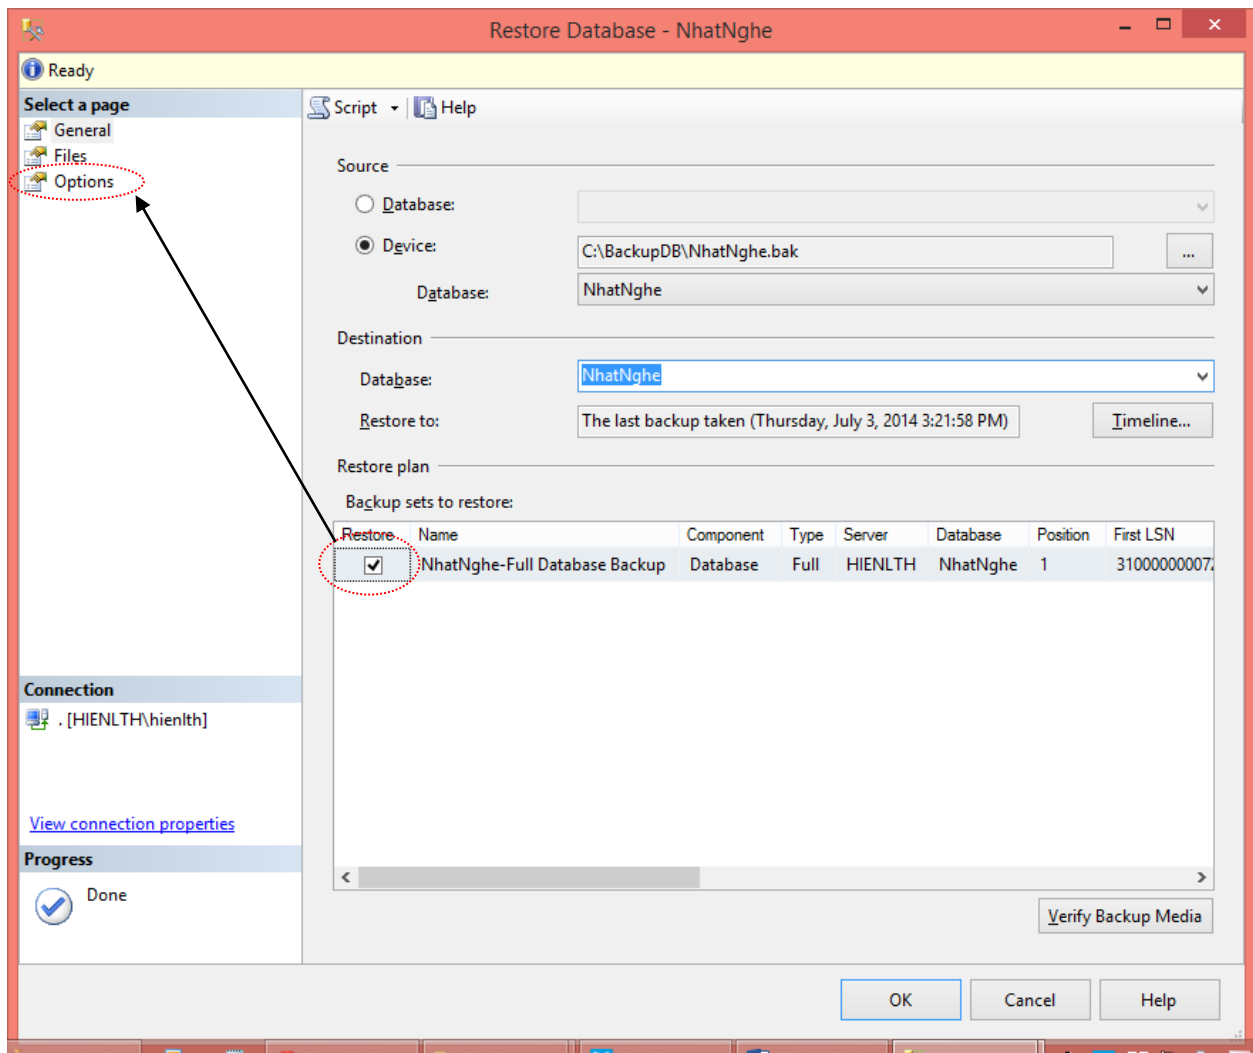 Restore Database - NhatNghe
Ready
Select a page
General
Files
Options
Script
Help
Source
Database:
Device:
C:\BackupDB\NhatNghe.bak
...
Database:
NhatNghe
Destination
Database:
NhatNghe
Restore to:
The last backup taken (Thursday, July 3, 2014 3:21:58 PM)
Timeline...
Restore plan
Backup sets to restore:
Restore Name Component Type Server Database Position First LSN
NhatNghe-Full Database Backup Database Full HIENLTH NhatNghe 1 31000000007
Connection
. [HIENLTH\hienlth]
View connection properties
Progress
Done
Verify Backup Media
OK Cancel Help